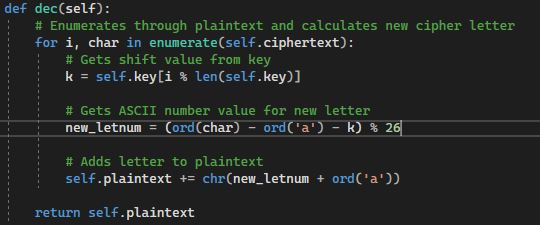 def dec(self):
# Enumerates through plaintext and calculates new cipher letter
for i, char in enumerate(self.ciphertext):
# Gets shift value from key
k = self.key[i % len(self.key)]
# Gets ASCII number value for new letter
new_letnum = (ord(char) - ord('a') - k) % 26
# Adds letter to plaintext
self.plaintext += chr(new_letnum + ord('a'))
return self.plaintext